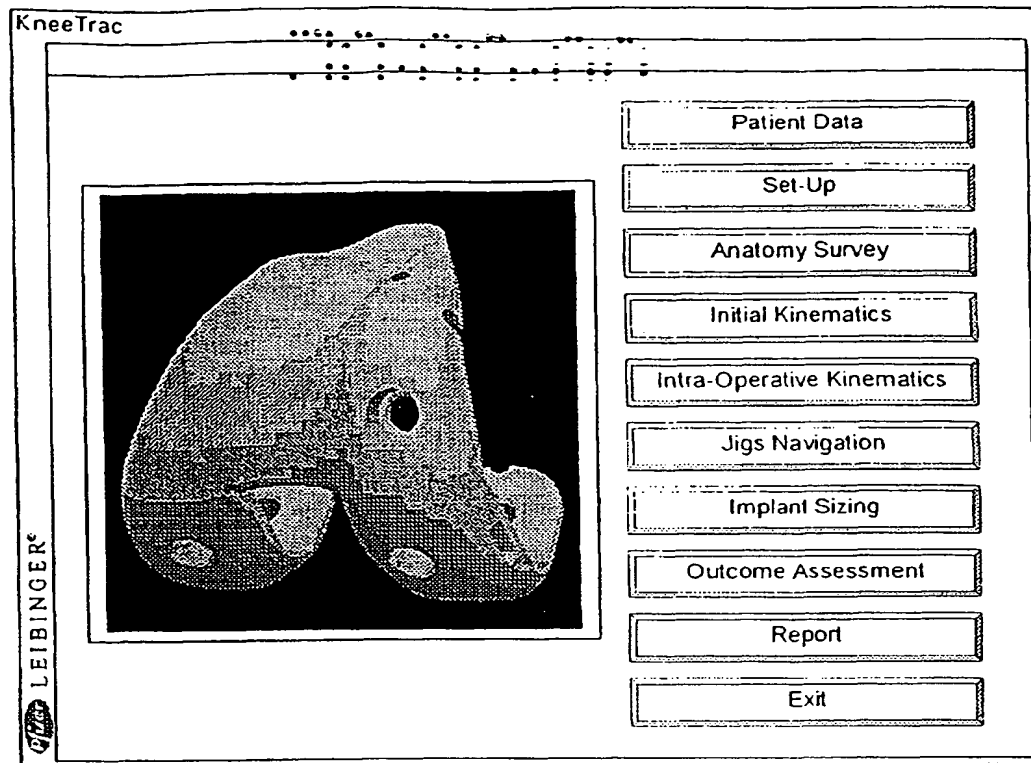 KneeTrac
Patient Data
Set-Up
Anatomy Survey
Initial Kinematics
Intra-Operative Kinematics
Jigs Navigation
Implant Sizing
Outcome Assessment
Report
Exit
Pfizer LEIBINGER®